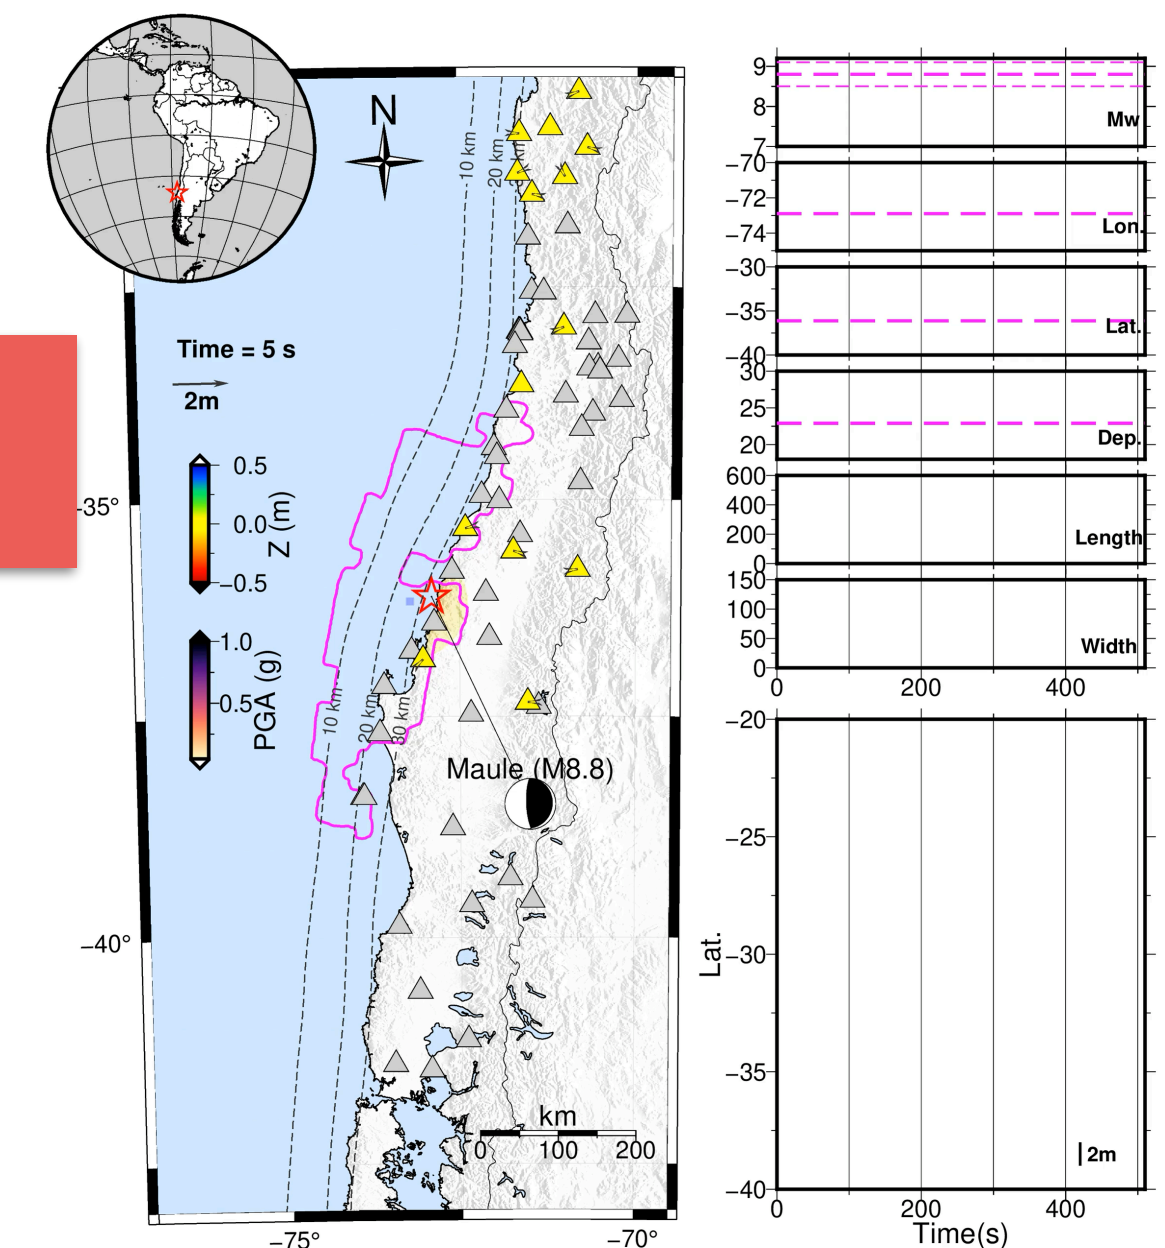 N
10 km
20 km
Time = 5 s
2m
0.5
0.0
−0.5
Z (m)
1.0
0.5
PGA (g)
10 km
20 km
30 km
Maule (M8.8)
km
0 100 200
−35°
−40°
−75° −70°
9
8
7
Mw
−70
−72
−74
Lon.
−30
−35
−40
Lat.
30
25
20
Dep.
600
400
200
0
Length
150
100
50
0
Width
0 200 400
Time(s)
−20
−25
−30
−35
−40
Lat.
2m
0 200 400
Time(s)